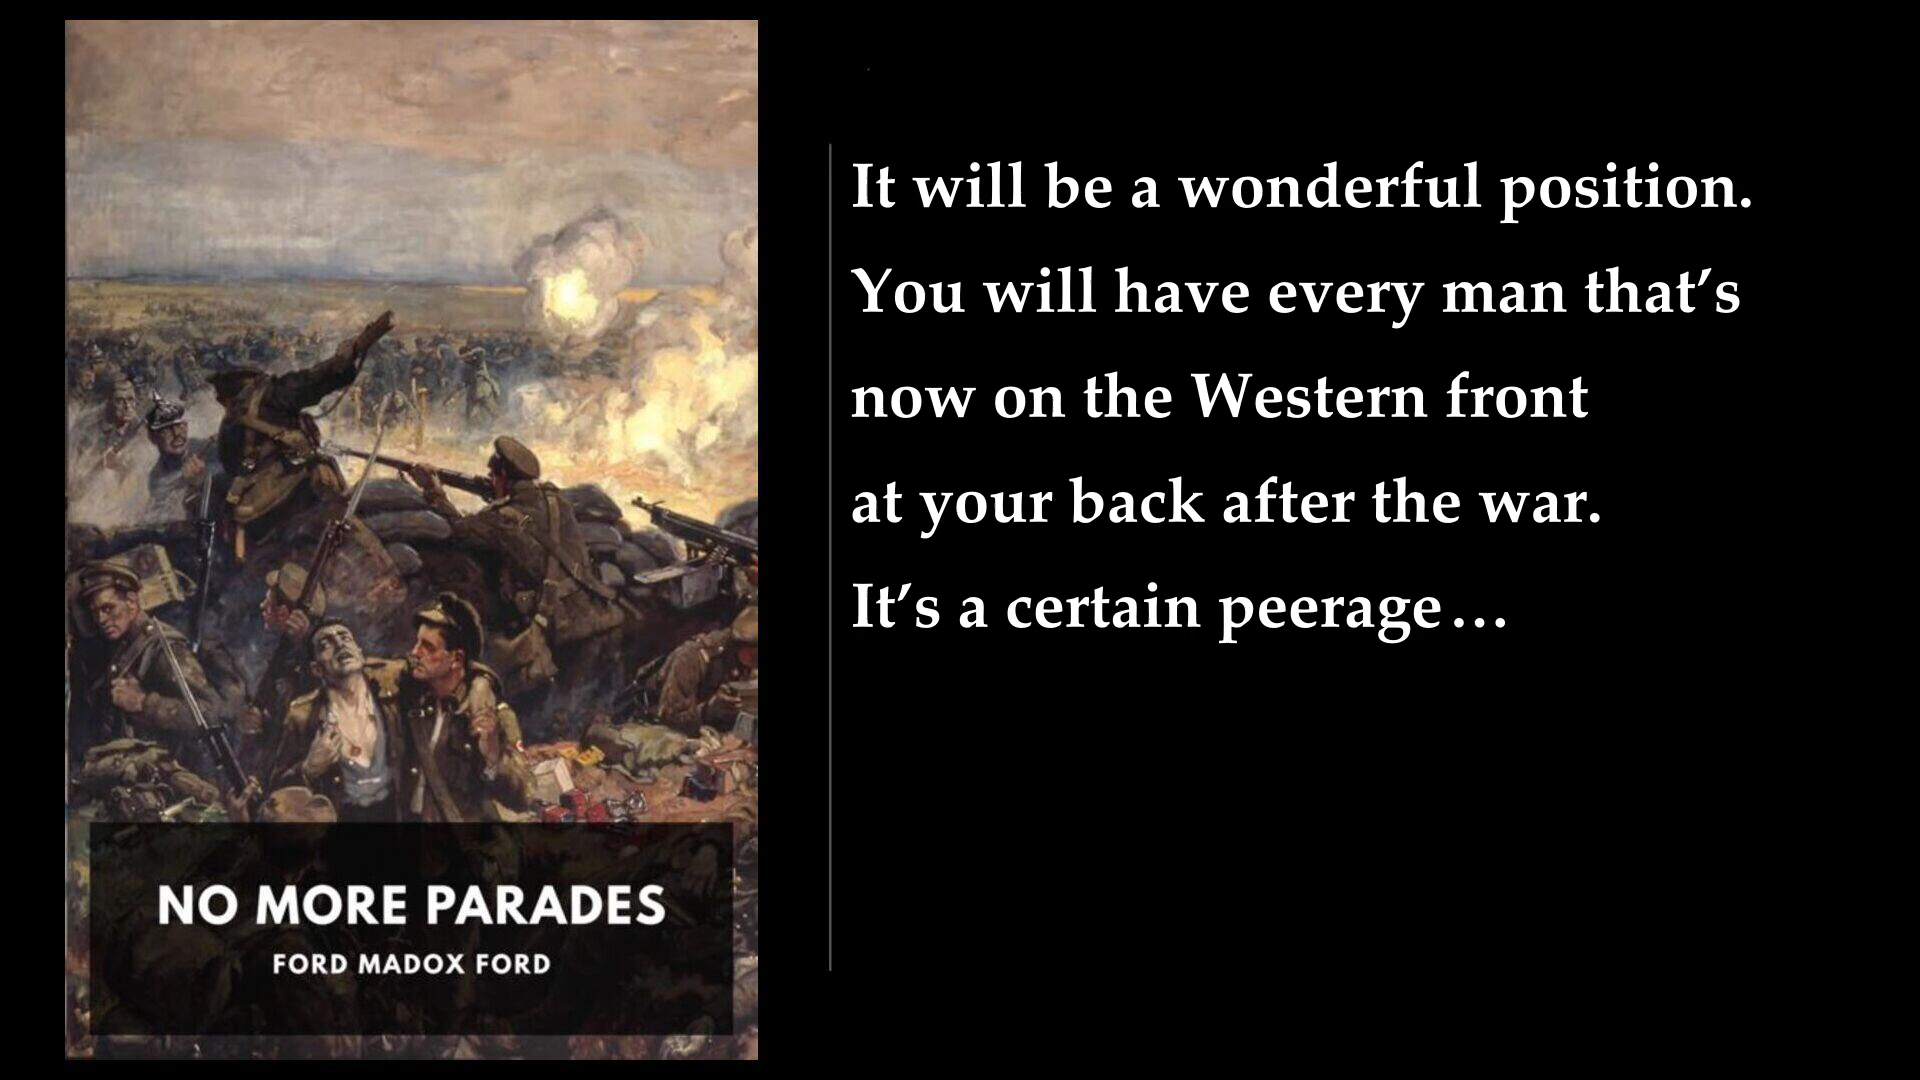 It will be a wonderful position.
You will have every man that’s
now on the Western front
at your back after the war.
It’s a certain peerage…
NO MORE PARADES
FORD MADOX FORD